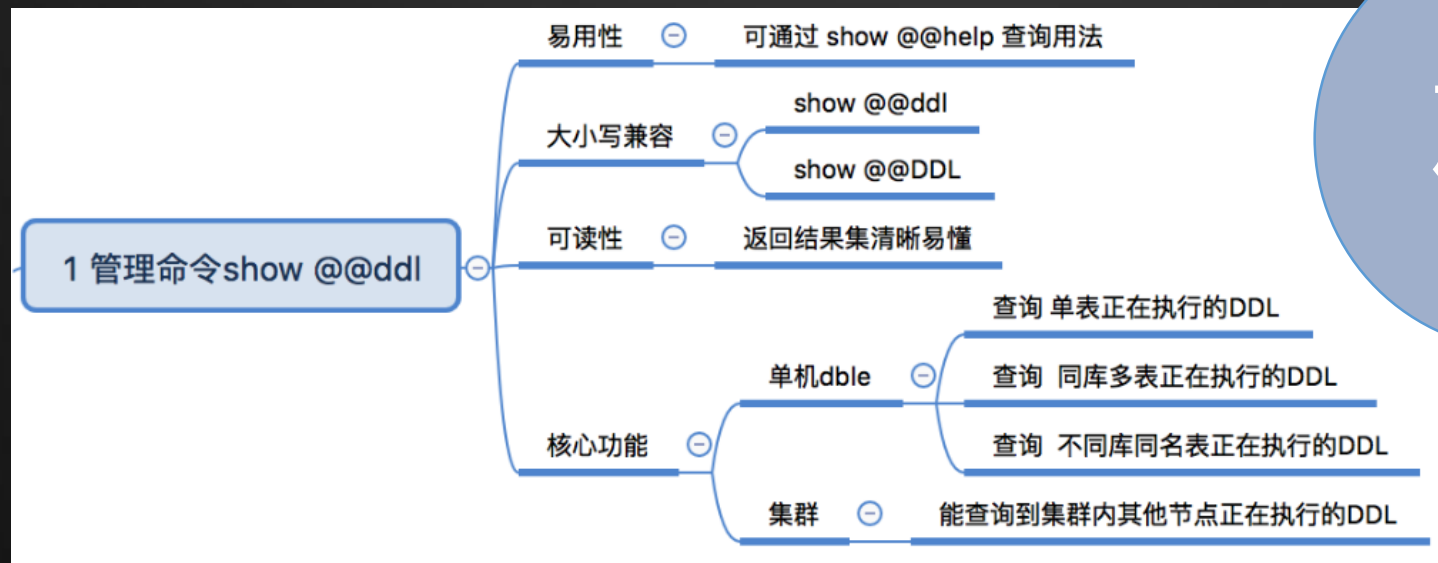 易用性
可通过 show @@help 查询用法
大小写兼容
show @@ddl
show @@DDL
可读性
返回结果集清晰易懂
1 管理命令show @@ddl
核心功能
单机dble
查询 单表正在执行的DDL
查询 同库多表正在执行的DDL
查询 不同库同名表正在执行的DDL
集群
能查询到集群内其他节点正在执行的DDL